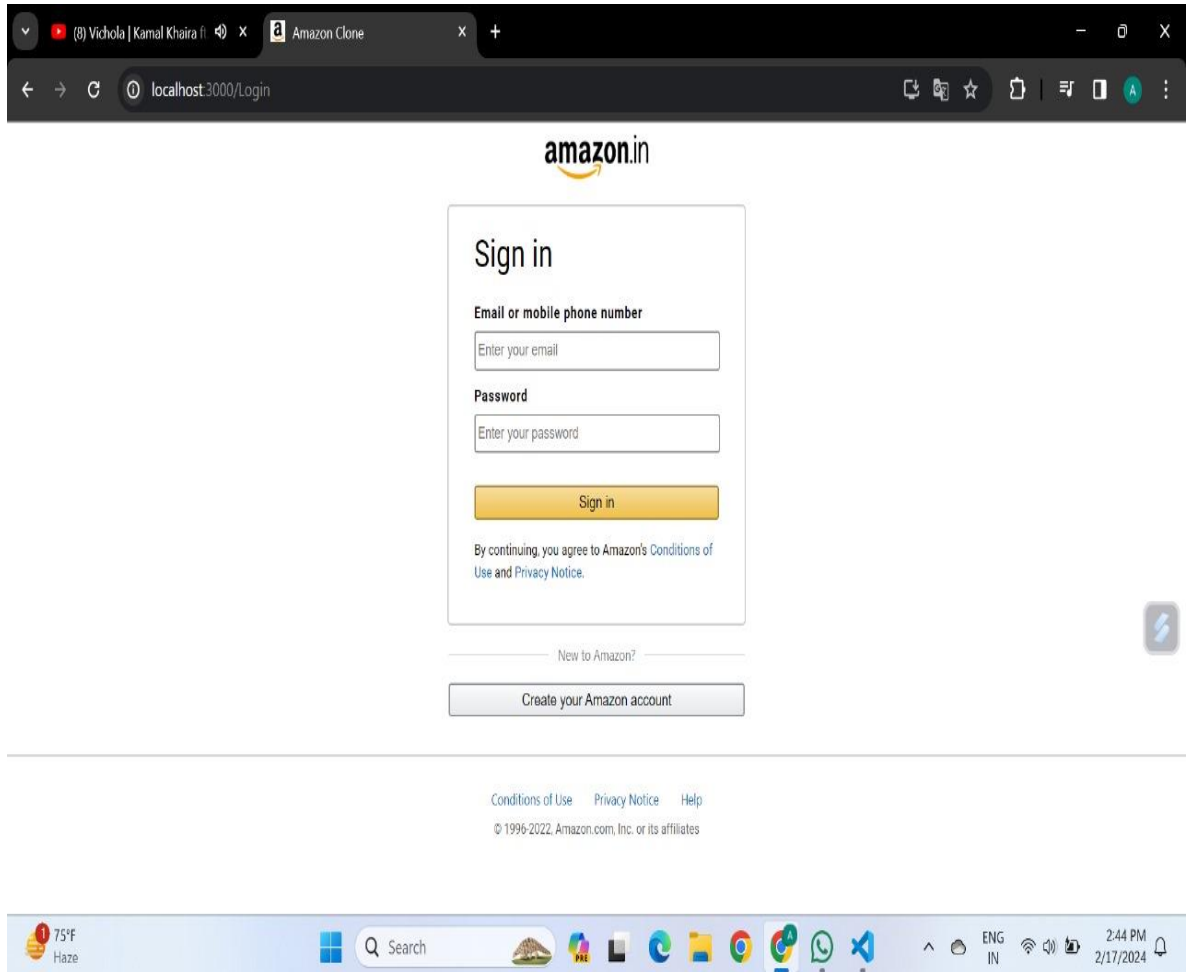 (8) Vichola | Kamal Khaira ft
Amazon Clone
localhost:3000/Login
A
amazon.in
Sign in
Email or mobile phone number
Enter your email
Password
Enter your password
Sign in
By continuing, you agree to Amazon's Conditions of
Use and Privacy Notice.
New to Amazon?
Create your Amazon account
Conditions of Use Privacy Notice Help
© 1996-2022, Amazon.com, Inc. or its affiliates
1
75°F
Haze
Search
PRE
A
ENG
IN
2:44 PM
2/17/2024